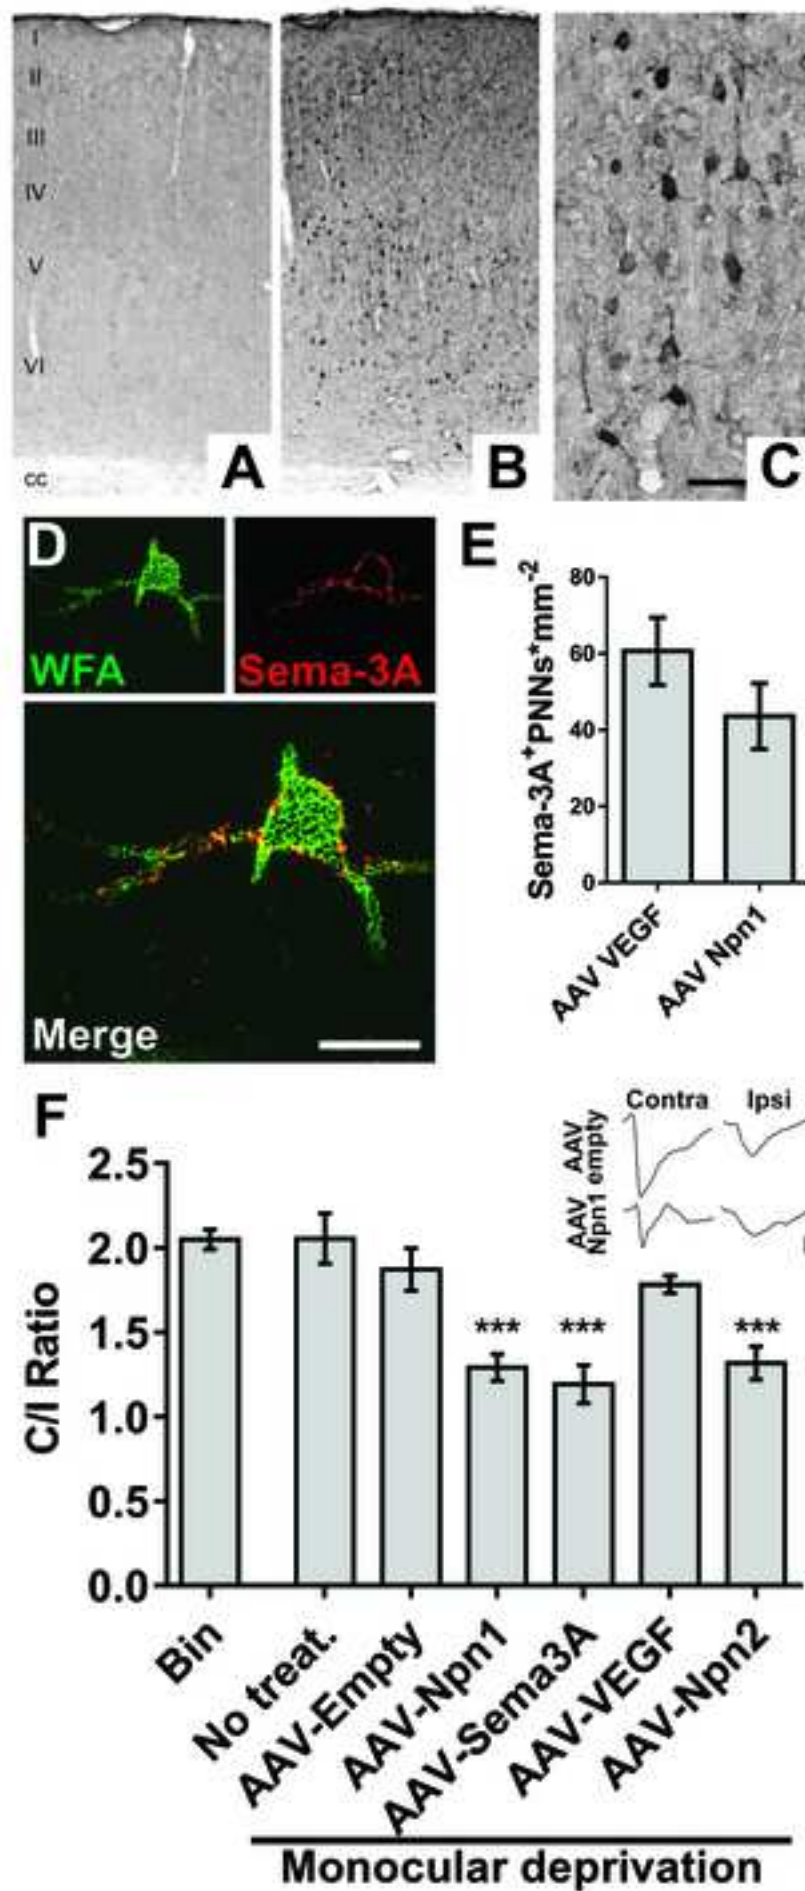 I
II
III
IV
V
VI
cc
A
B
C
D
WFA
Sema-3A
Merge
E
Sema-3A+PNNs*mm-2
80
60
40
20
0
AAV VEGF
AAV Npn1
F
Contra
Ipsi
AAV
empty
AAV
Npn1
C/I Ratio
2.5
2.0
1.5
1.0
0.5
0.0
***
***
***
Bin
No treat.
AAV-Empty
AAV-Npn1
AAV-Sema3A
AAV-VEGF
AAV-Npn2
Monocular deprivation